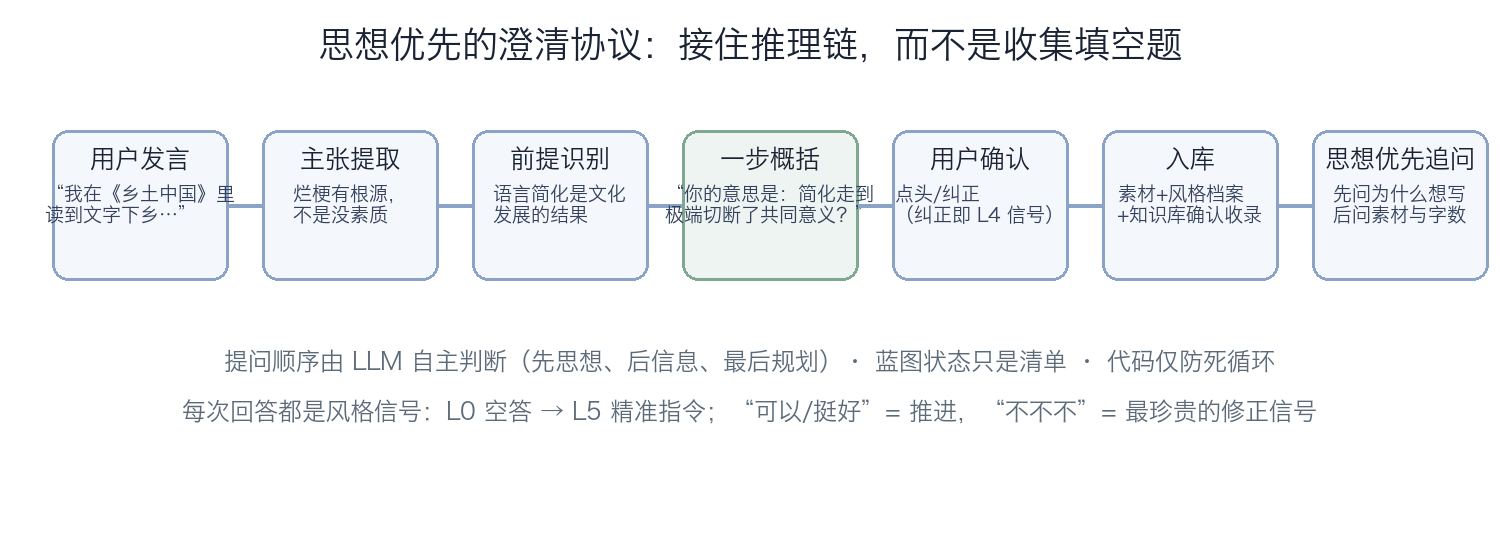 思想优先的澄清协议：接住推理链，而不是收集填空题
用户发言
“我在《乡土中国》里
读到文字下乡…”
主张提取
烂梗有根源，
不是没素质
前提识别
语言简化是文化
发展的结果
一步概括
“你的意思是：简化走到
极端切断了共同意义？”
用户确认
点头/纠正
（纠正即 L4 信号）
入库
素材+风格档案
+知识库确认收录
思想优先追问
先问为什么想写
后问素材与字数
提问顺序由 LLM 自主判断（先思想、后信息、最后规划） · 蓝图状态只是清单 · 代码仅防死循环
每次回答都是风格信号：L0 空答 → L5 精准指令；“可以/挺好” = 推进，“不不不” = 最珍贵的修正信号